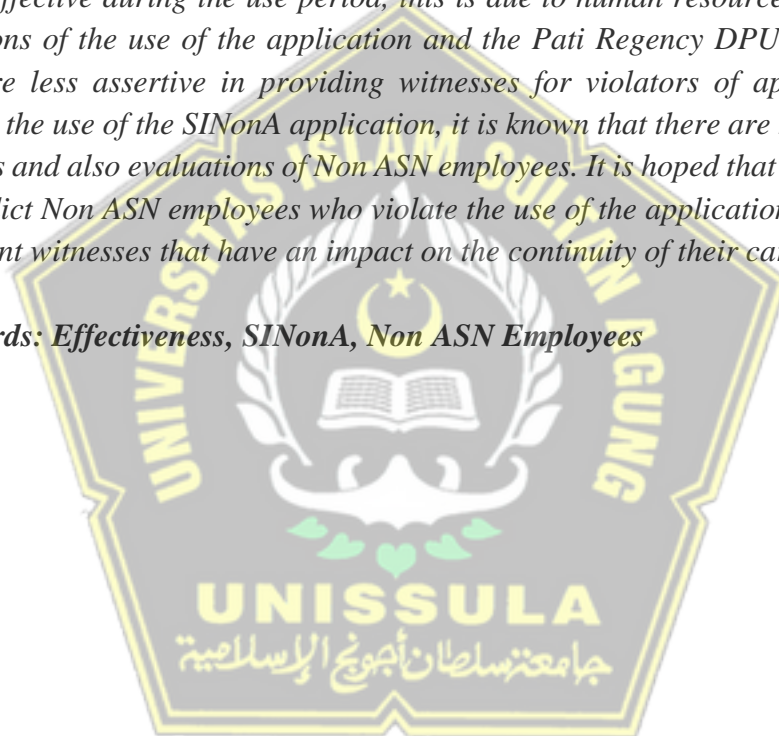 effective during the use period, this is due to human resource
ons of the use of the application and the Pati Regency DPU
re less assertive in providing witnesses for violators of ap
the use of the SINonA application, it is known that there are
s and also evaluations of Non ASN employees. It is hoped that
dict Non ASN employees who violate the use of the application
nt witnesses that have an impact on the continuity of their ca
rds: Effectiveness, SINonA, Non ASN Employees
UNIVERSITAS ISLAM SULTAN AGUNG
UNISSULA
جامعة سلطان أجونج الإسلامية